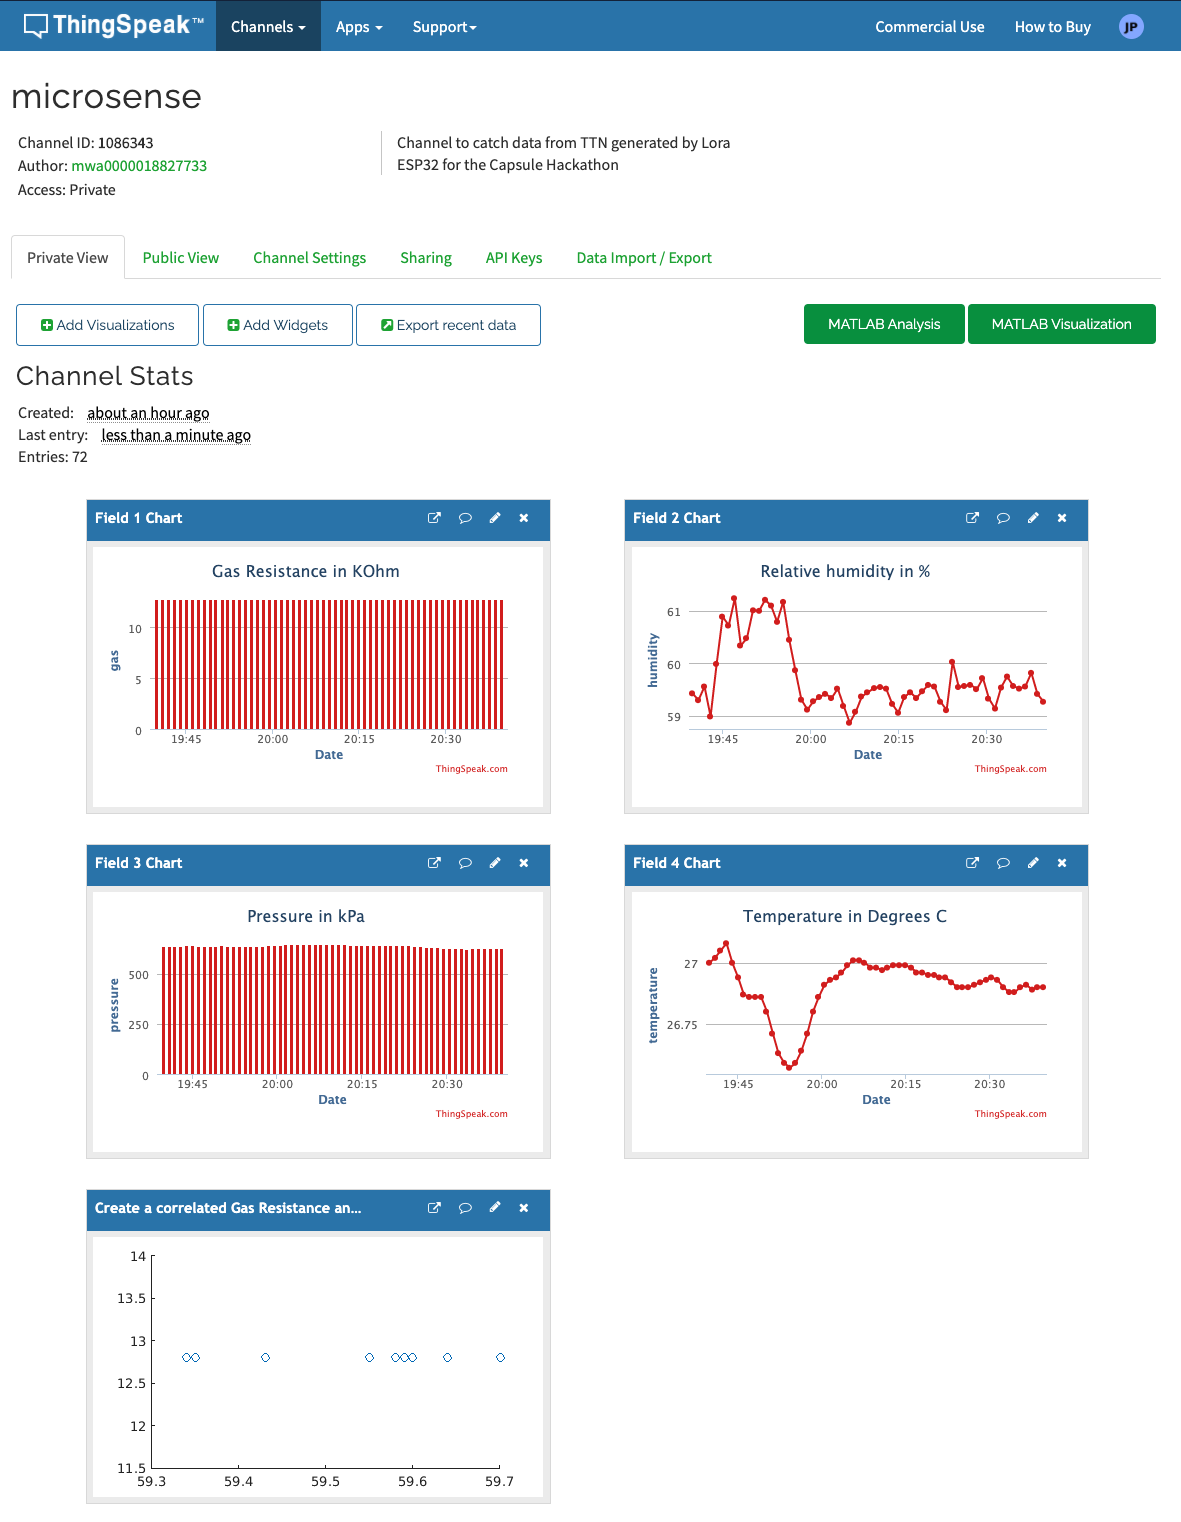 ThingSpeak™ Channels Apps Support Commercial Use How to Buy JP
microsense
Channel ID: 1086343
Author: mwa0000018827733
Access: Private
Channel to catch data from TTN generated by Lora
ESP32 for the Capsule Hackathon
Private View Public View Channel Settings Sharing API Keys Data Import / Export
Add Visualizations Add Widgets Export recent data MATLAB Analysis MATLAB Visualization
Channel Stats
Created: about an hour ago
Last entry: less than a minute ago
Entries: 72
Field 1 Chart
Gas Resistance in KOhm
gas
10
5
0
19:45 20:00 20:15 20:30
Date
ThingSpeak.com
Field 2 Chart
Relative humidity in %
humidity
61
60
59
19:45 20:00 20:15 20:30
Date
ThingSpeak.com
Field 3 Chart
Pressure in kPa
pressure
500
250
0
19:45 20:00 20:15 20:30
Date
ThingSpeak.com
Field 4 Chart
Temperature in Degrees C
temperature
27
26.75
19:45 20:00 20:15 20:30
Date
ThingSpeak.com
Create a correlated Gas Resistance an...
14
13.5
13
12.5
12
11.5
59.3 59.4 59.5 59.6 59.7